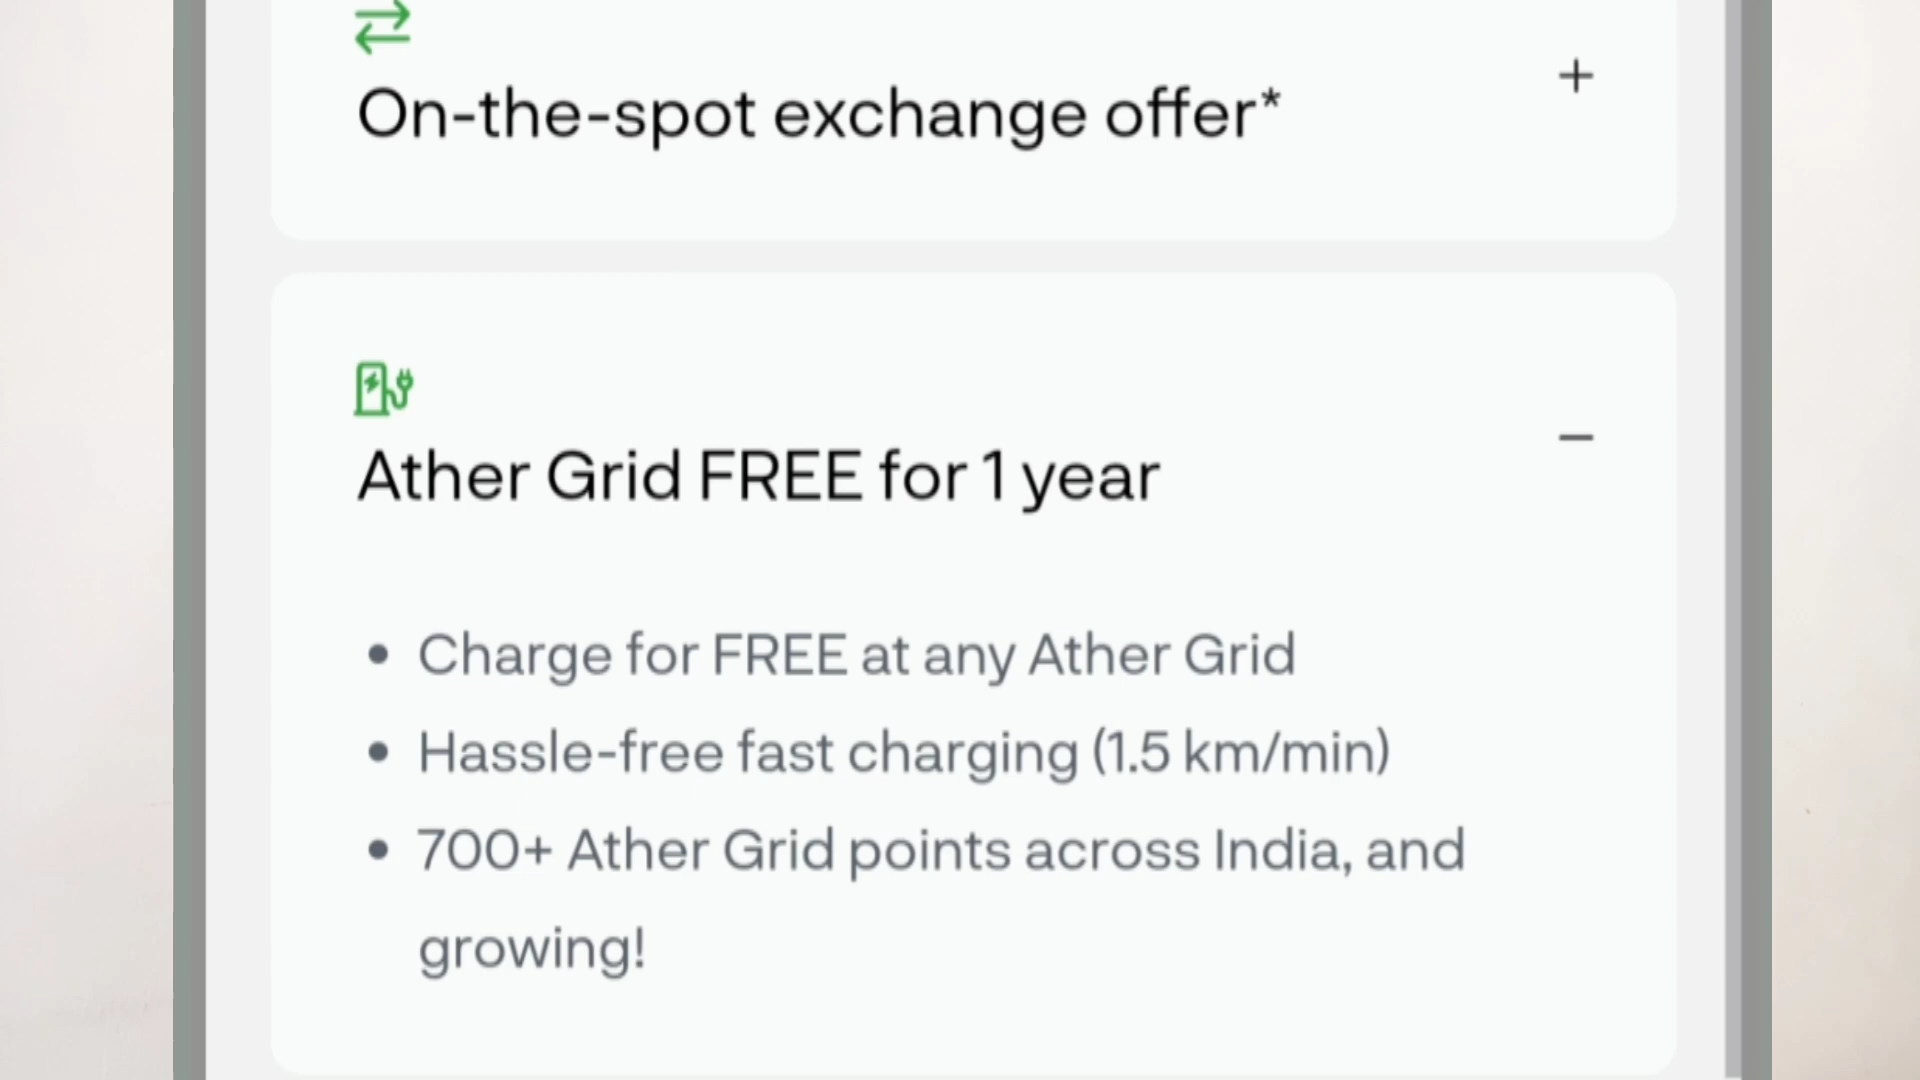 On-the-spot exchange offer*
Ather Grid FREE for 1 year
• Charge for FREE at any Ather Grid
• Hassle-free fast charging (1.5 km/min)
• 700+ Ather Grid points across India, and
growing!